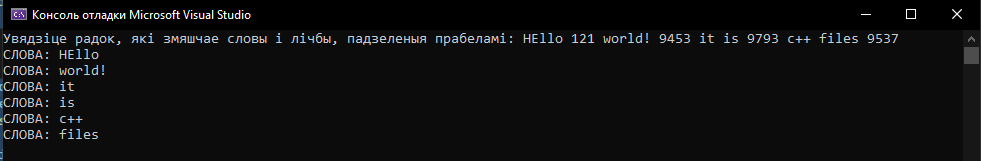 Консоль отладки Microsoft Visual Studio
Увядзіце радок, які змяшчае словы і лічбы, падзеленыя прабеламі: HEllo 121 world! 9453 it is 9793 c++ files 9537
СЛОВА: HEllo
СЛОВА: world!
СЛОВА: it
СЛОВА: is
СЛОВА: c++
СЛОВА: files